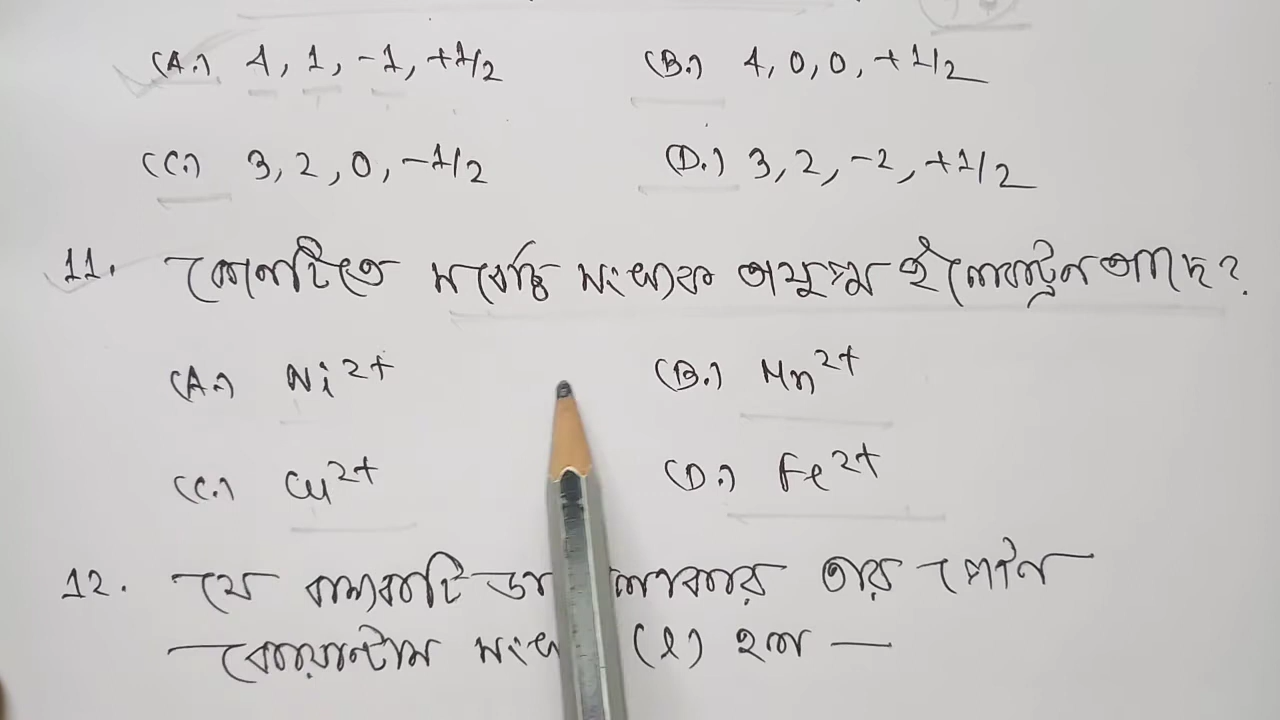 (A.) 4, 1, -1, +1/2 (B.) 4, 0, 0, +1/2
(C.) 3, 2, 0, -1/2 (D.) 3, 2, -2, +1/2
11. কোনটিতে সর্বোচ্চ সংখ্যক অযুগ্ম ইলেকট্রন আছে?
(A.) Ni²⁺ (B.) Mn²⁺
(C.) Cu²⁺ (D.) Fe²⁺
12. যে কক্ষকটি ডাম্বেলাকার তার গৌণ
কোয়ান্টাম সংখ্যা (l) হল —